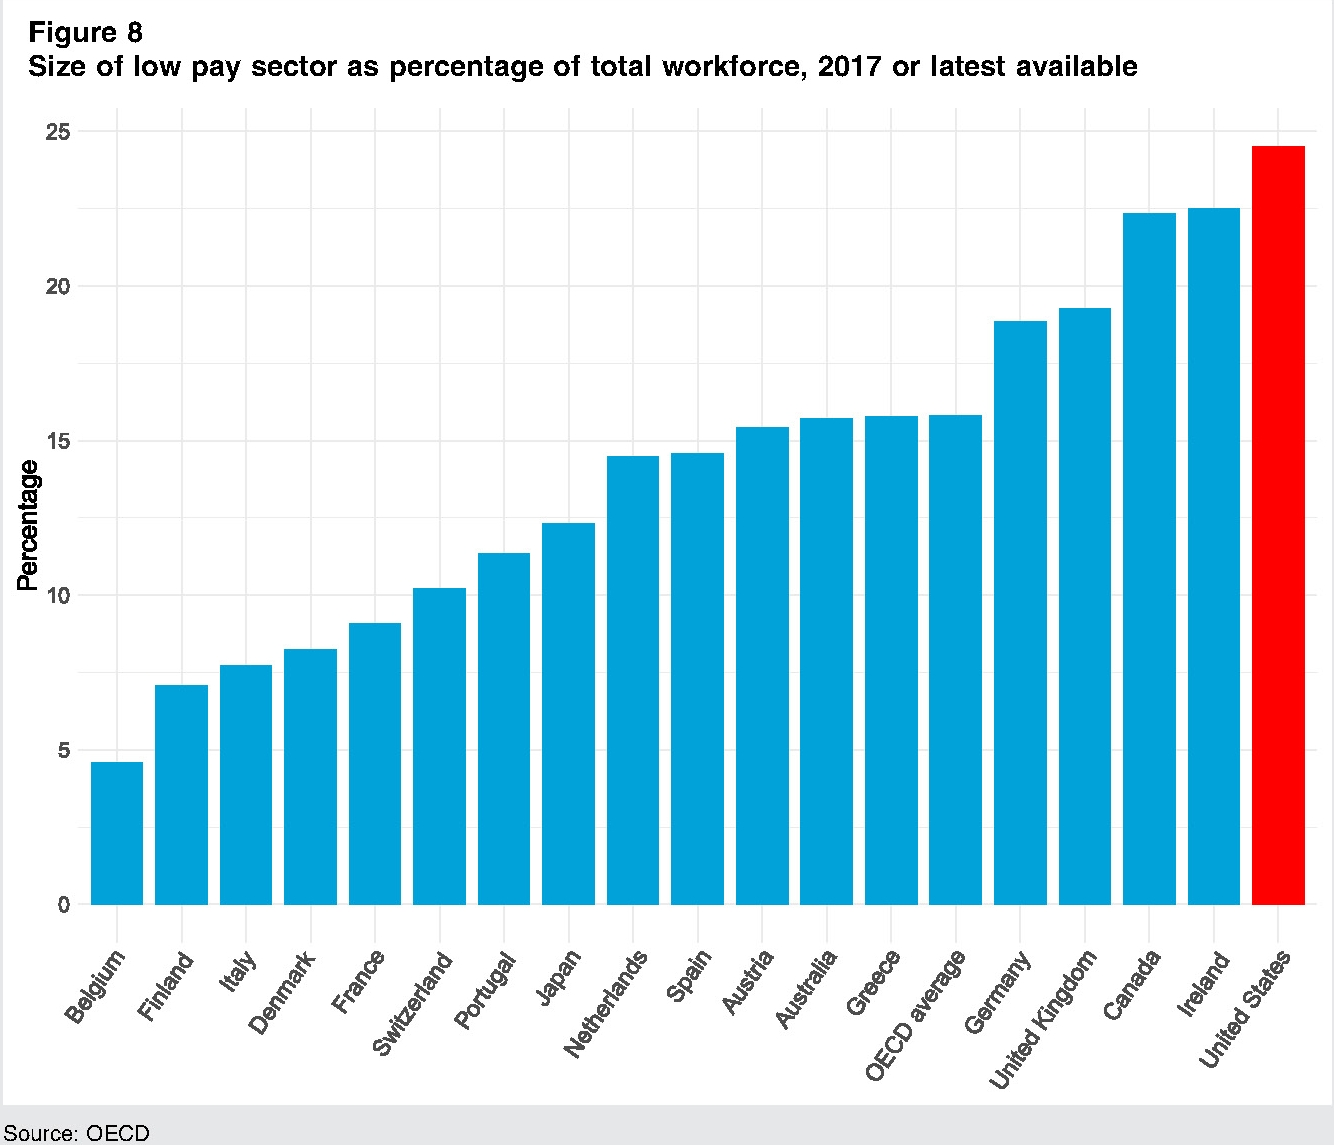 Figure 8
Size of low pay sector as percentage of total workforce, 2017 or latest available
25
20
15
10
5
0
Percentage
Belgium
Finland
Italy
Denmark
France
Switzerland
Portugal
Japan
Netherlands
Spain
Austria
Australia
Greece
OECD average
Germany
United Kingdom
Canada
Ireland
United States
Source: OECD